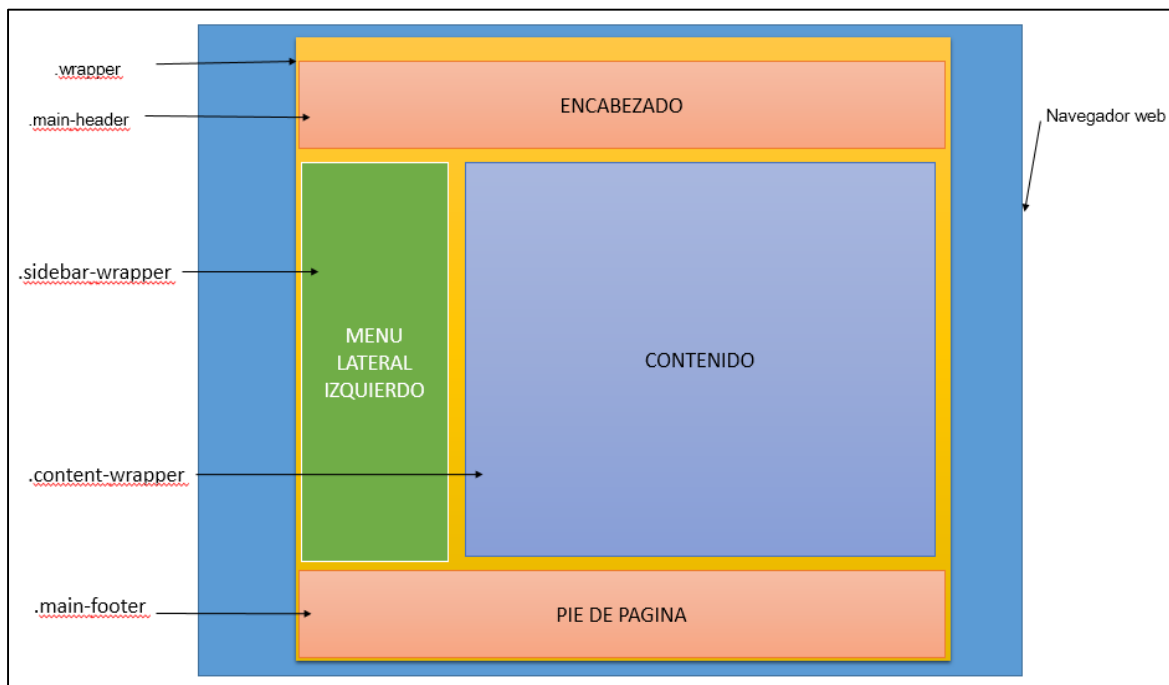 .wrapper
ENCABEZADO
.main-header
Navegador web
.sidebar-wrapper
MENU
LATERAL
IZQUIERDO
CONTENIDO
.content-wrapper
.main-footer
PIE DE PAGINA